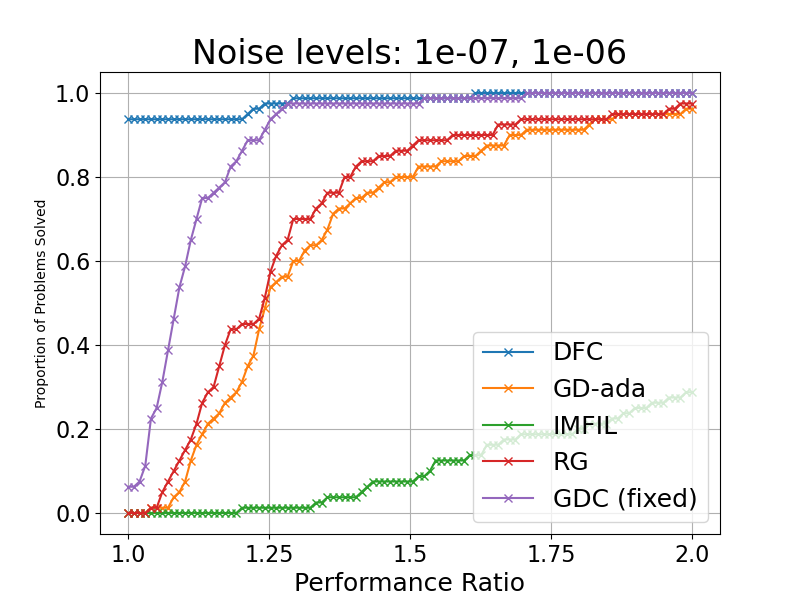 Noise levels: 1e-07, 1e-06
Proportion of Problems Solved
1.0
0.8
0.6
0.4
0.2
0.0
DFC
GD-ada
IMFIL
RG
GDC (fixed)
1.0 1.25 1.5 1.75 2.0
Performance Ratio